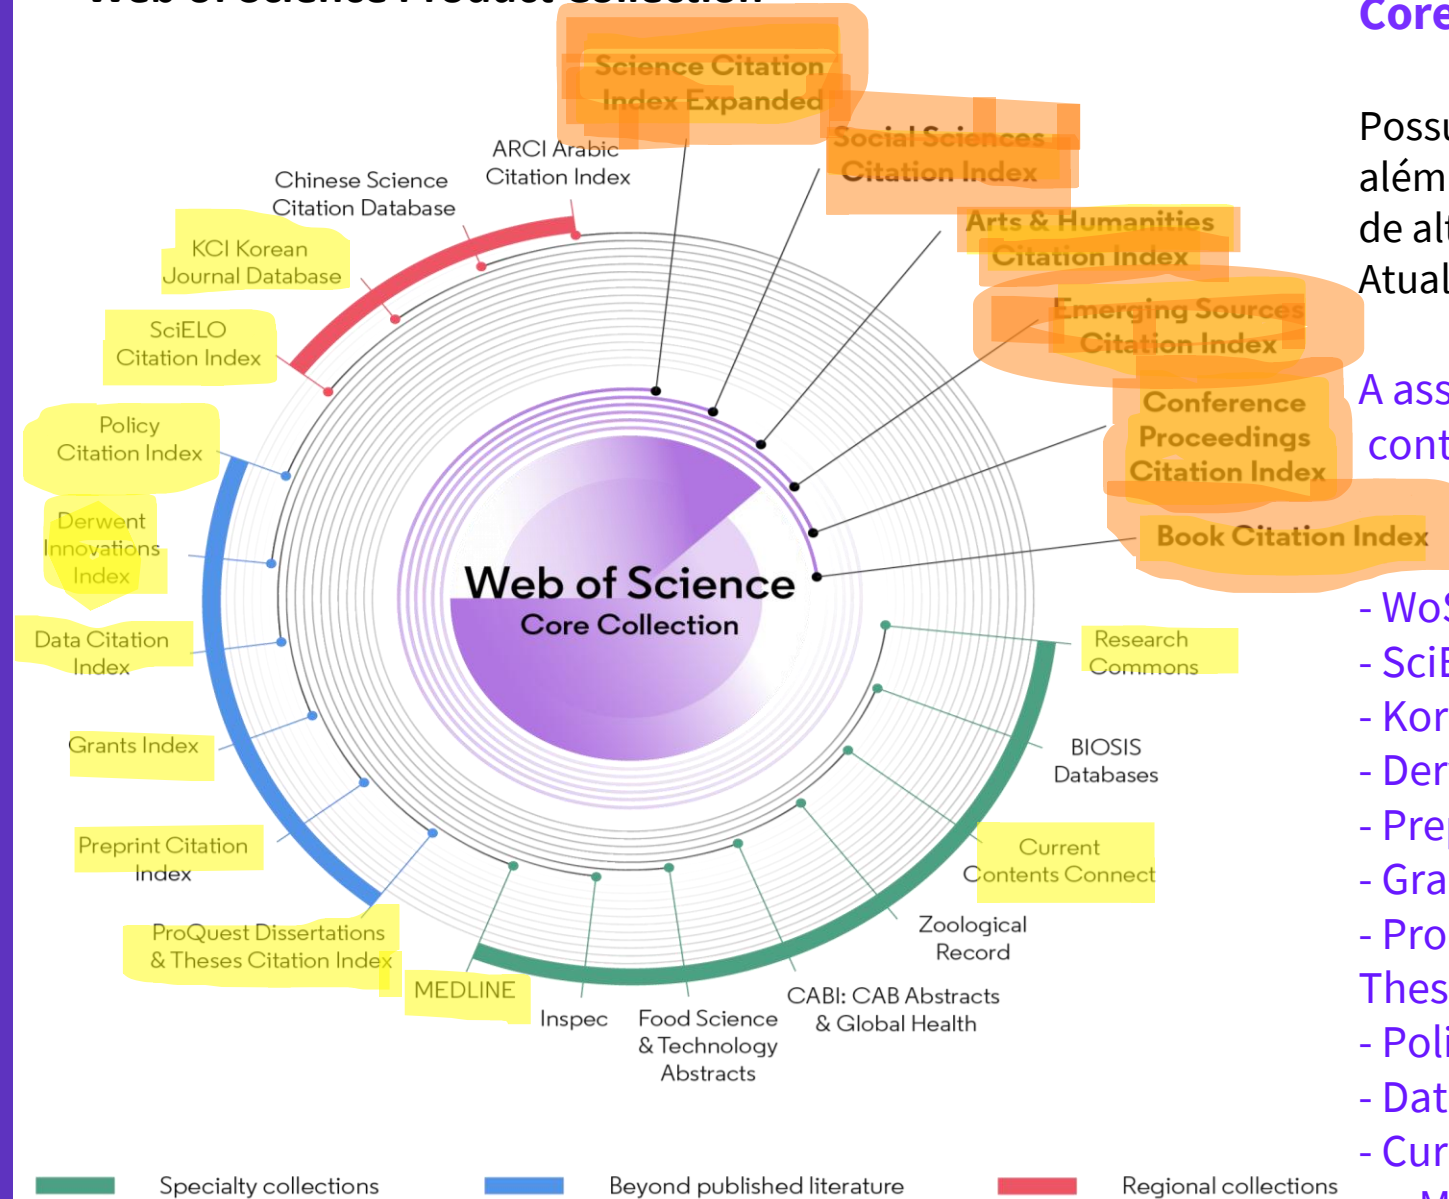 Web of Science Product Collection
Science Citation
Index Expanded
Social Sciences
Citation Index
Arts & Humanities
Citation Index
Emerging Sources
Citation Index
Conference
Proceedings
Citation Index
Book Citation Index
ARCI Arabic
Citation Index
Chinese Science
Citation Database
KCI Korean
Journal Database
SciELO
Citation Index
Policy
Citation Index
Derwent
Innovations
Index
Data Citation
Index
Grants Index
Preprint Citation
Index
ProQuest Dissertations
& Theses Citation Index
MEDLINE
Inspec
Food Science
& Technology
Abstracts
CABI: CAB Abstracts
& Global Health
Zoological
Record
Current
Contents Connect
BIOSIS
Databases
Research
Commons
Web of Science
Core Collection
Specialty collections
Beyond published literature
Regional collections
Core
Possu
além
de alt
Atual
A ass
cont
- WoS
- SciE
- Kor
- Der
- Prep
- Gra
- Pro
Thes
- Poli
- Dat
- Cur